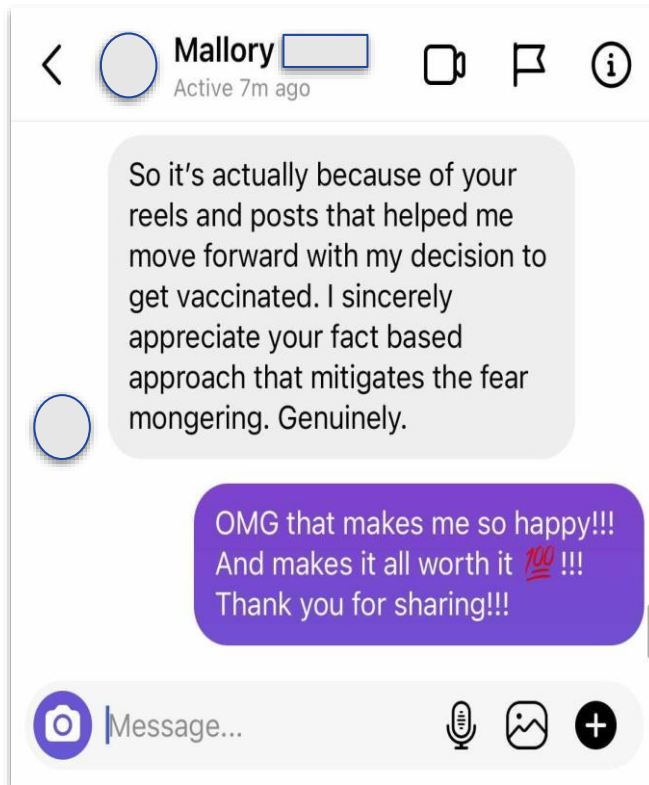 Mallory
Active 7m ago
So it's actually because of your
reels and posts that helped me
move forward with my decision to
get vaccinated. I sincerely
appreciate your fact based
approach that mitigates the fear
mongering. Genuinely.
OMG that makes me so happy!!!
And makes it all worth it 💯 !!!
Thank you for sharing!!!
Message...